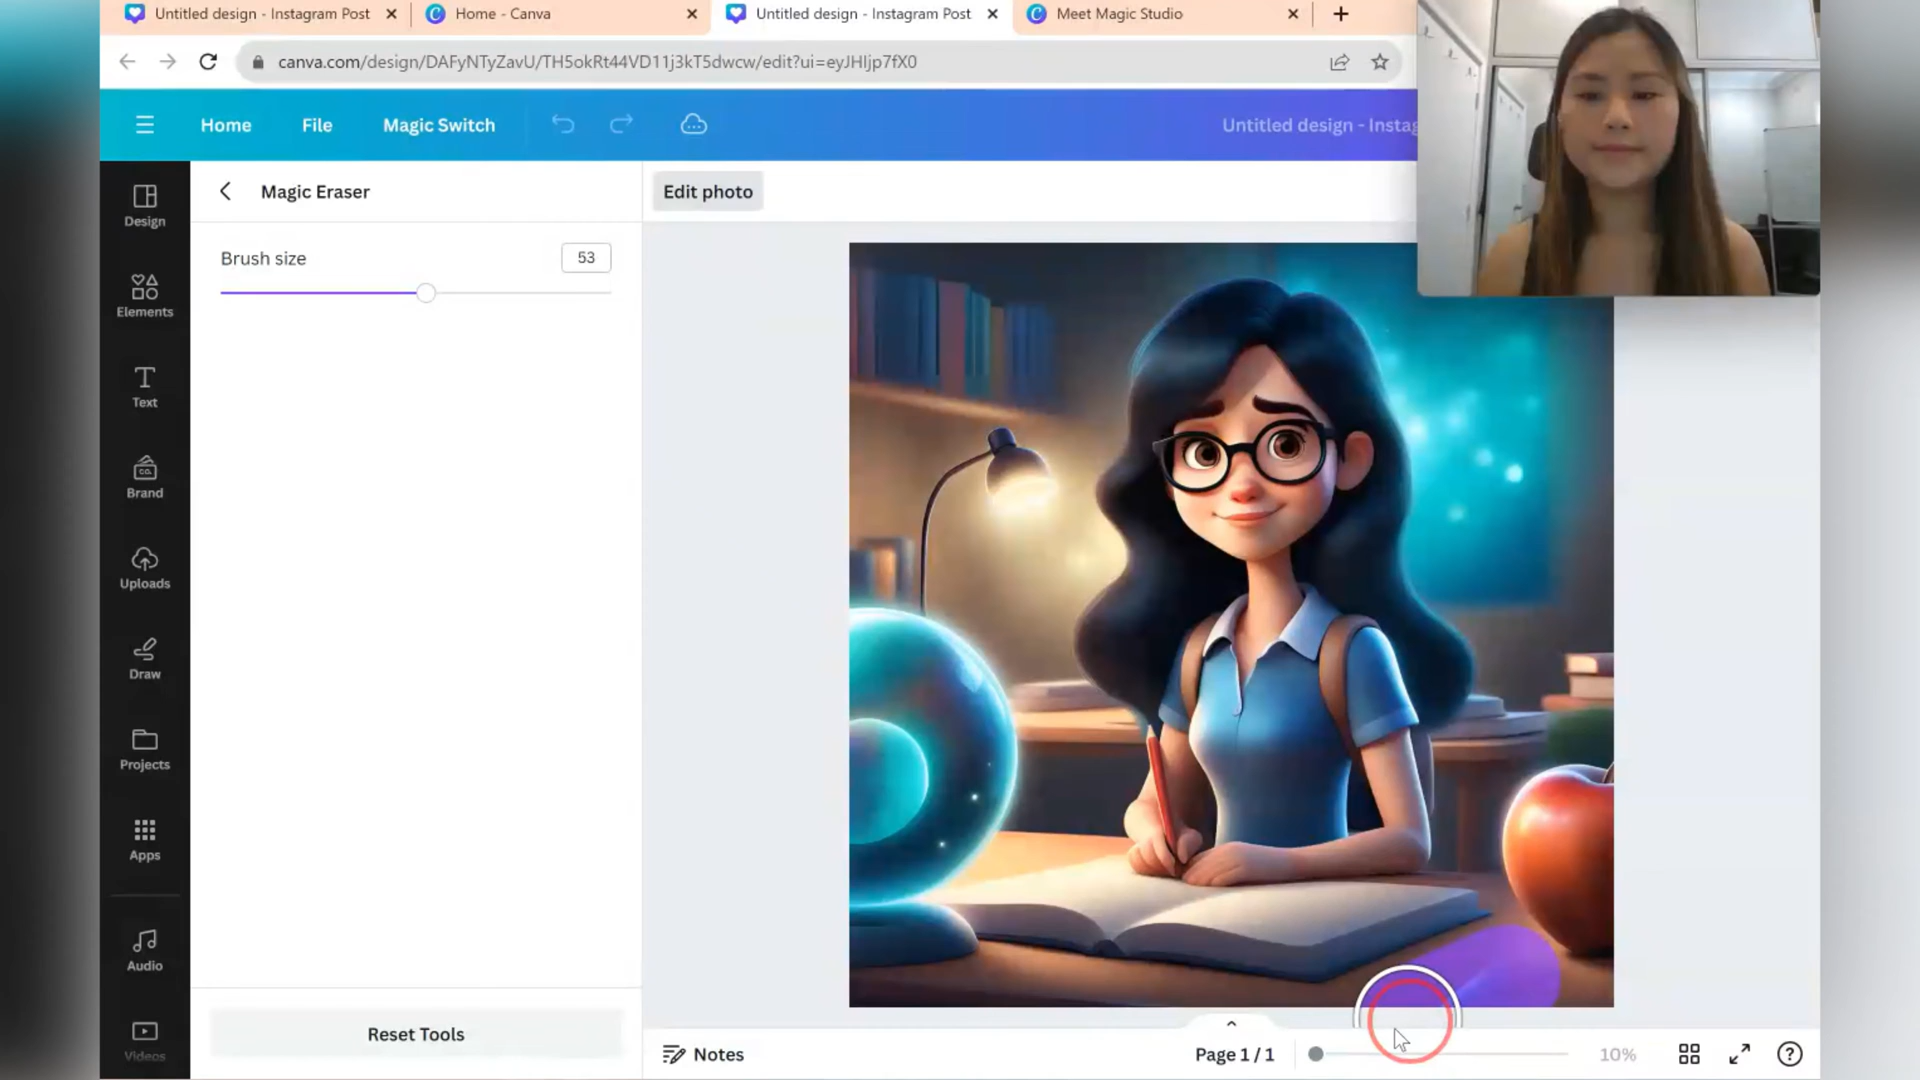 Untitled design - Instagram Post
Home - Canva
Untitled design - Instagram Post
Meet Magic Studio
canva.com/design/DAFyNTyZavU/TH5okRt44VD11j3kT5dwcw/edit?ui=eyJHIjp7fX0
Home
File
Magic Switch
Untitled design - Instag
Design
Elements
Text
Brand
Uploads
Draw
Projects
Apps
Audio
Videos
Magic Eraser
Brush size
53
Reset Tools
Edit photo
Notes
Page 1 / 1
10%